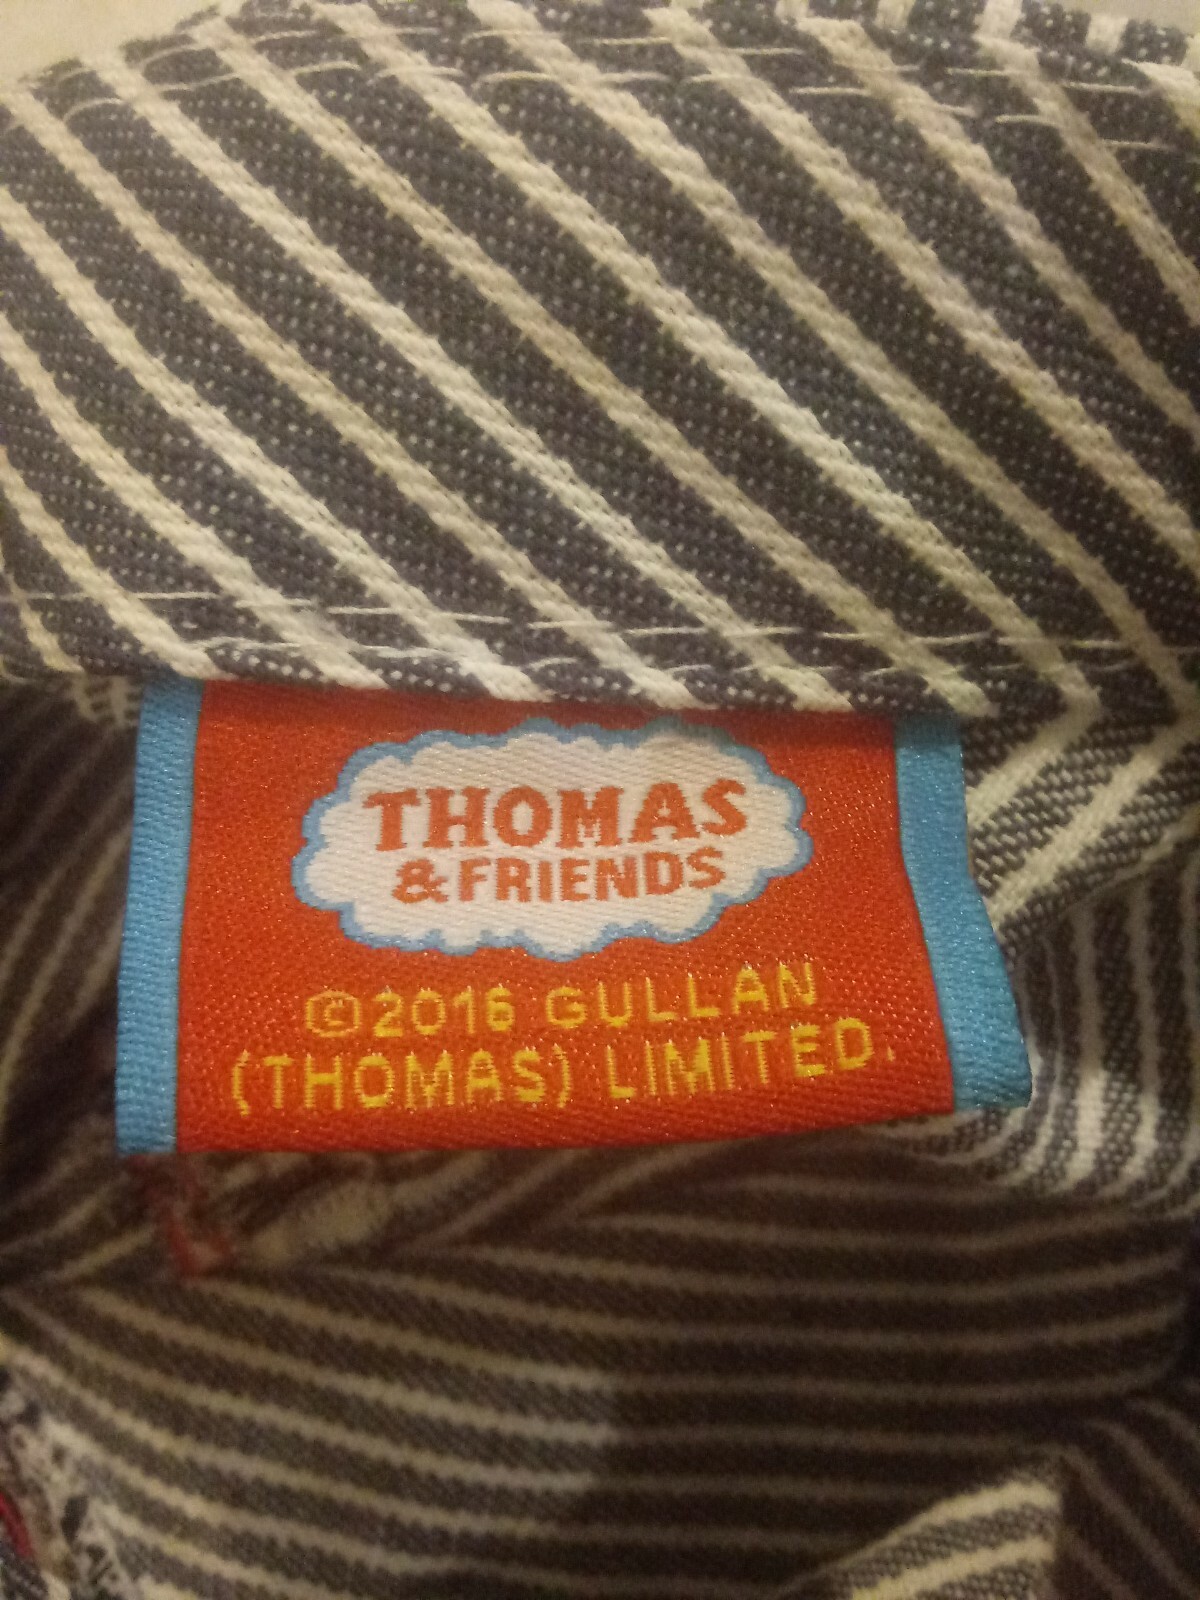 THOMAS
& FRIENDS
©2016 GULLAN
(THOMAS) LIMITED.